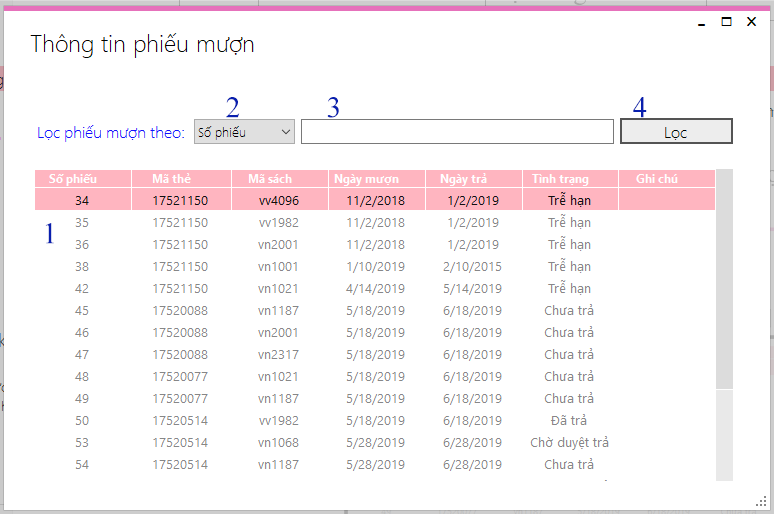 Thông tin phiếu mượn
2 3 4
Lọc phiếu mượn theo: Số phiếu Lọc
Số phiếu Mã thẻ Mã sách Ngày mượn Ngày trả Tình trạng Ghi chú
34 17521150 vv4096 11/2/2018 1/2/2019 Trễ hạn
35 17521150 vv1982 11/2/2018 1/2/2019 Trễ hạn
1
36 17521150 vn2001 11/2/2018 1/2/2019 Trễ hạn
38 17521150 vn1001 1/10/2019 2/10/2015 Trễ hạn
42 17521150 vn1021 4/14/2019 5/14/2019 Trễ hạn
45 17520088 vn1187 5/18/2019 6/18/2019 Chưa trả
46 17520088 vn2001 5/18/2019 6/18/2019 Chưa trả
47 17520088 vn2317 5/18/2019 6/18/2019 Chưa trả
48 17520077 vn1021 5/18/2019 6/18/2019 Chưa trả
49 17520077 vn1187 5/18/2019 6/18/2019 Chưa trả
50 17520514 vv1982 5/18/2019 6/18/2019 Đã trả
53 17520514 vn1068 5/28/2019 6/28/2019 Chờ duyệt trả
54 17520514 vn1187 5/28/2019 6/28/2019 Chưa trả